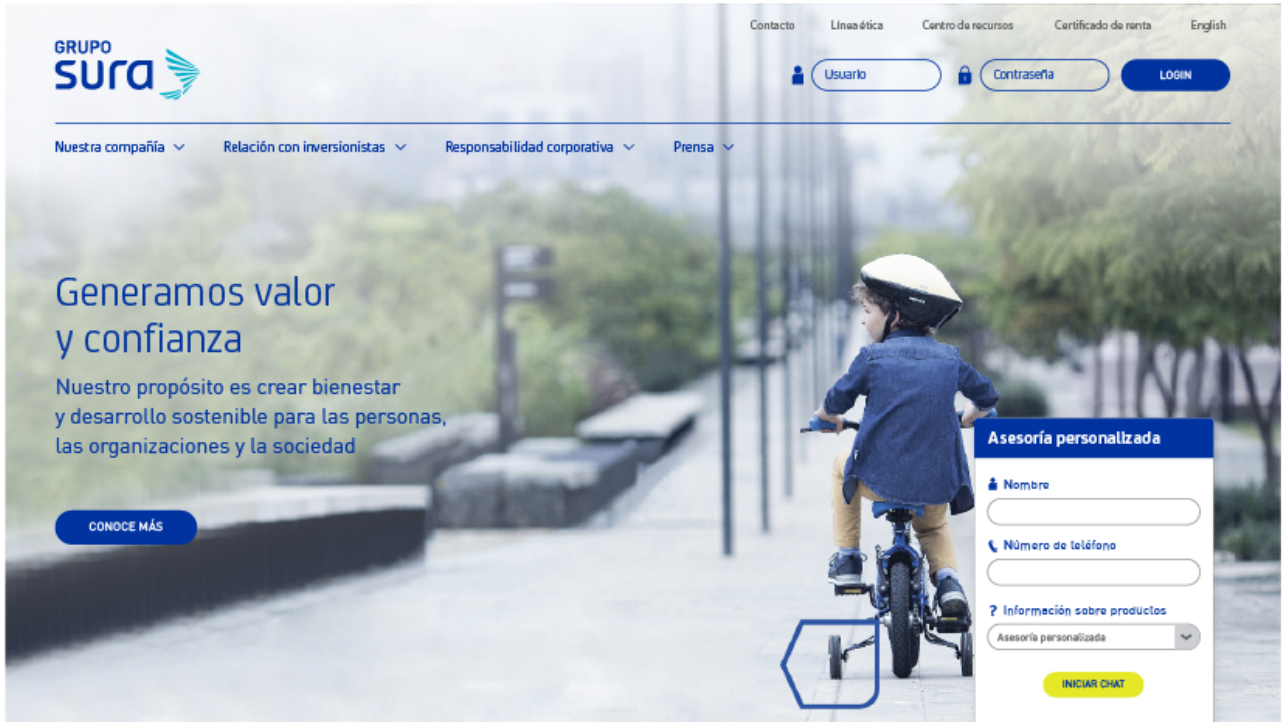 Contacto
Línea ética
Centro de recursos
Certificado de renta
English
GRUPO
sura
Usuario
Contraseña
LOGIN
Nuestra compañía
Relación con inversionistas
Responsabilidad corporativa
Prensa
Generamos valor
y confianza
Nuestro propósito es crear bienestar
y desarrollo sostenible para las personas,
las organizaciones y la sociedad
CONOCE MÁS
Asesoría personalizada
Nombre
Número de teléfono
? Información sobre productos
Asesoría personalizada
INICIAR CHAT